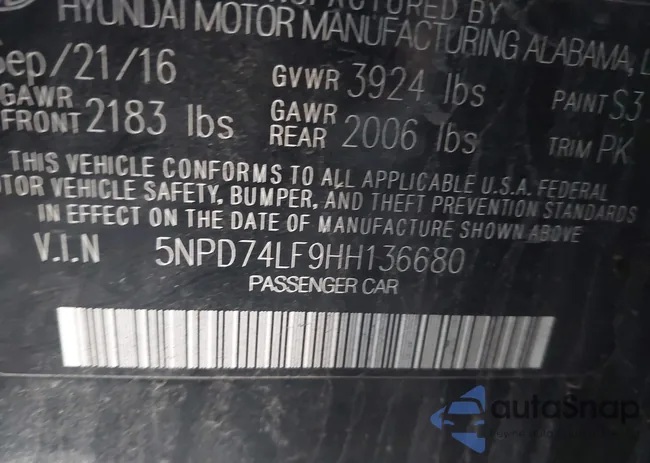 HYUNDAI MOTOR MANUFACTURING ALABAMA, L
Sep/21/16 GVWR 3924 lbs PAINT S3
GAWR FRONT 2183 lbs GAWR REAR 2006 lbs TRIM PK
THIS VEHICLE CONFORMS TO ALL APPLICABLE U.S.A. FEDERAL
MOTOR VEHICLE SAFETY, BUMPER, AND THEFT PREVENTION STANDARDS
IN EFFECT ON THE DATE OF MANUFACTURE SHOWN ABOVE
V.I.N 5NPD74LF9HH136680
PASSENGER CAR
autoSnap